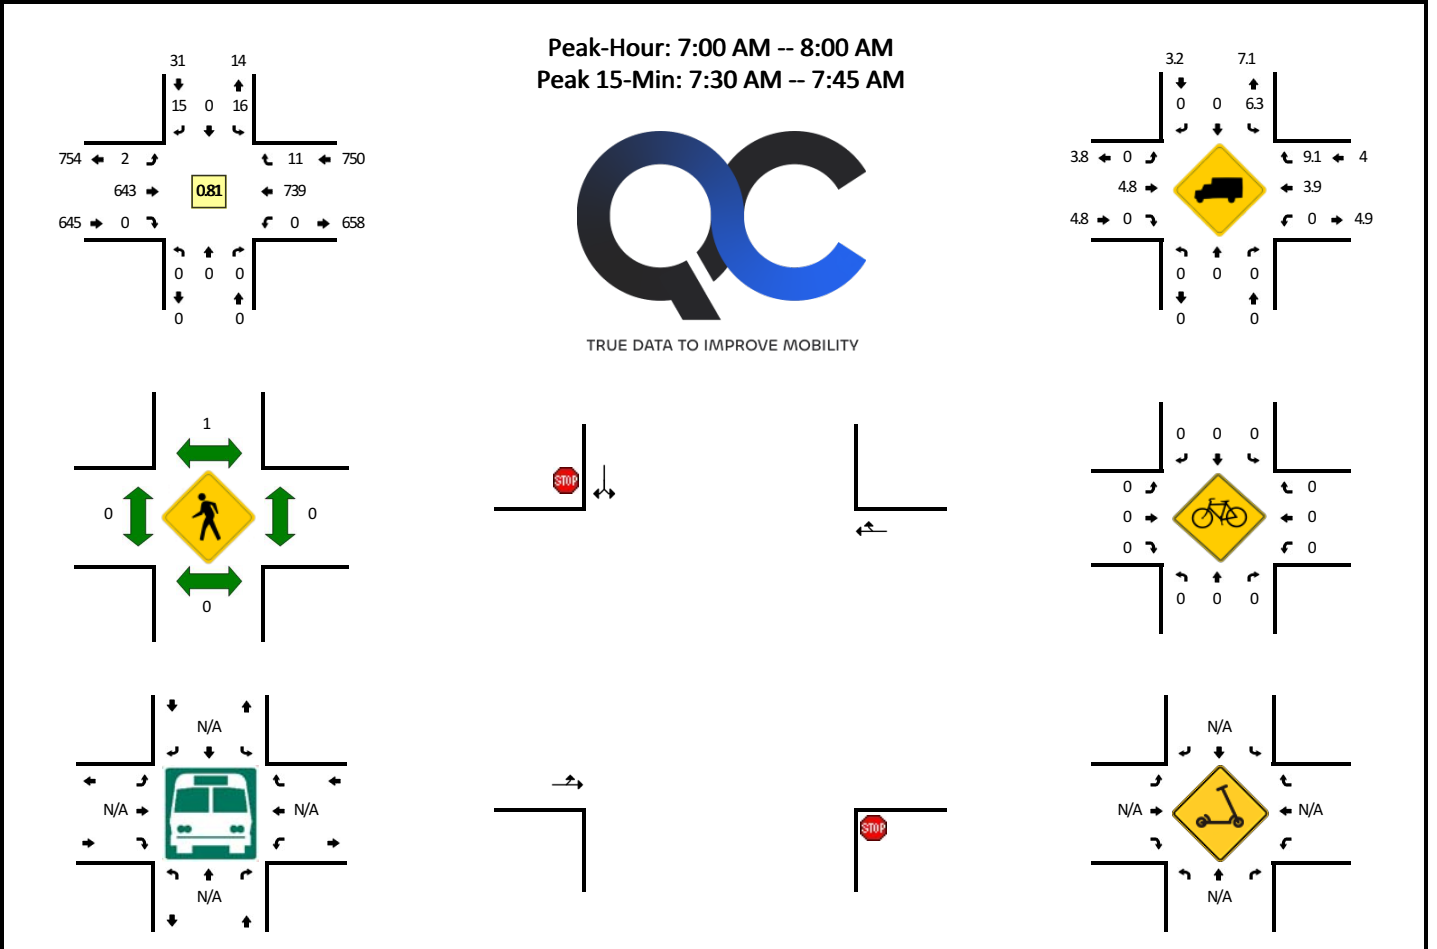 Peak-Hour: 7:00 AM -- 8:00 AM
Peak 15-Min: 7:30 AM -- 7:45 AM
31 14
15 0 16
754 2 11 750
643 0.81 739
645 0 0 658
0 0 0
0 0
TRUE DATA TO IMPROVE MOBILITY
3.2 7.1
0 0 6.3
3.8 0 9.1 4
4.8 3.9
4.8 0 0 4.9
0 0 0
0 0
1
0 0
0
STOP
STOP
0 0 0
0 0
0 0
0 0
0 0 0
N/A
N/A N/A
N/A
N/A
N/A N/A
N/A